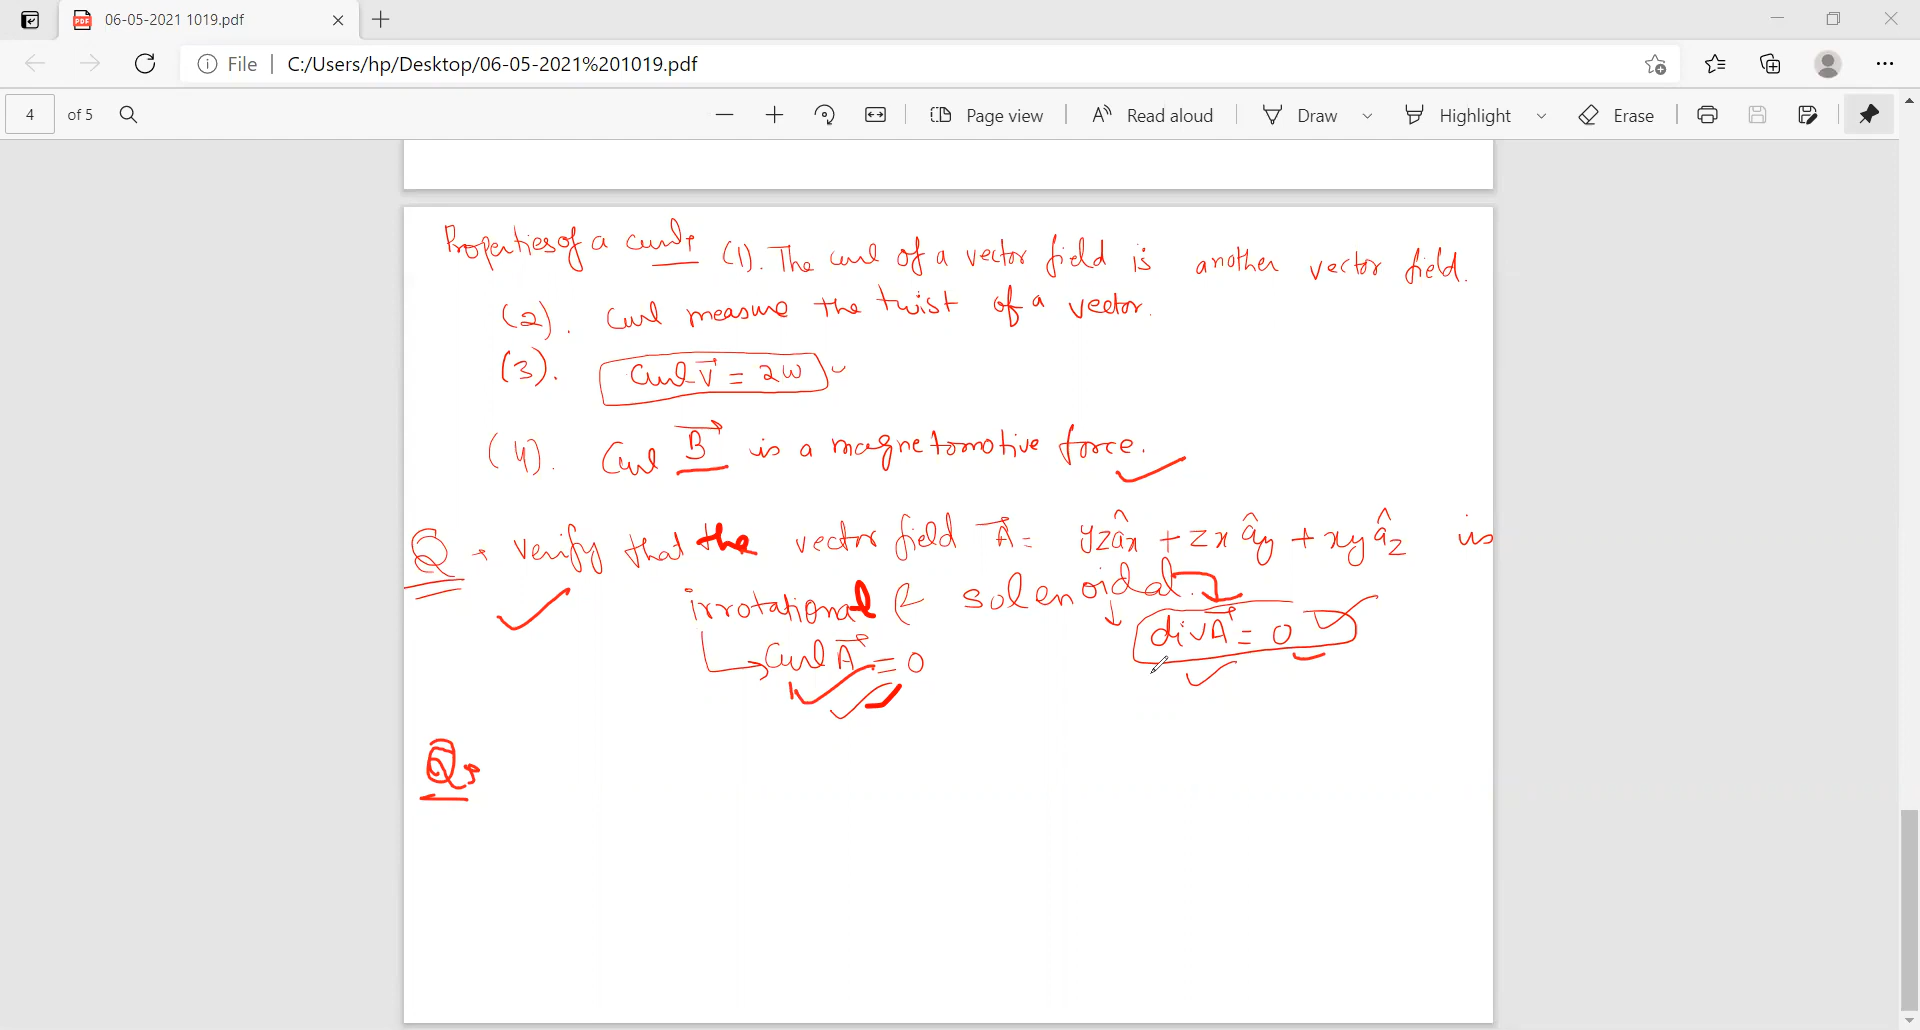 06-05-2021 1019.pdf
File | C:/Users/hp/Desktop/06-05-2021%201019.pdf
4 of 5 Page view Read aloud Draw Highlight Erase
Properties of a curl: (1). The curl of a vector field is another vector field.
(2). Curl measure the twist of a vector.
(3). Curl V⃗ = 2W
(4). Curl B⃗ is a magnetomotive force.
Q. Verify that the vector field A⃗ = yz âx + zx ây + xy âz is
irrotational & solenoidal.
div A⃗ = 0
Curl A⃗ = 0
Q: